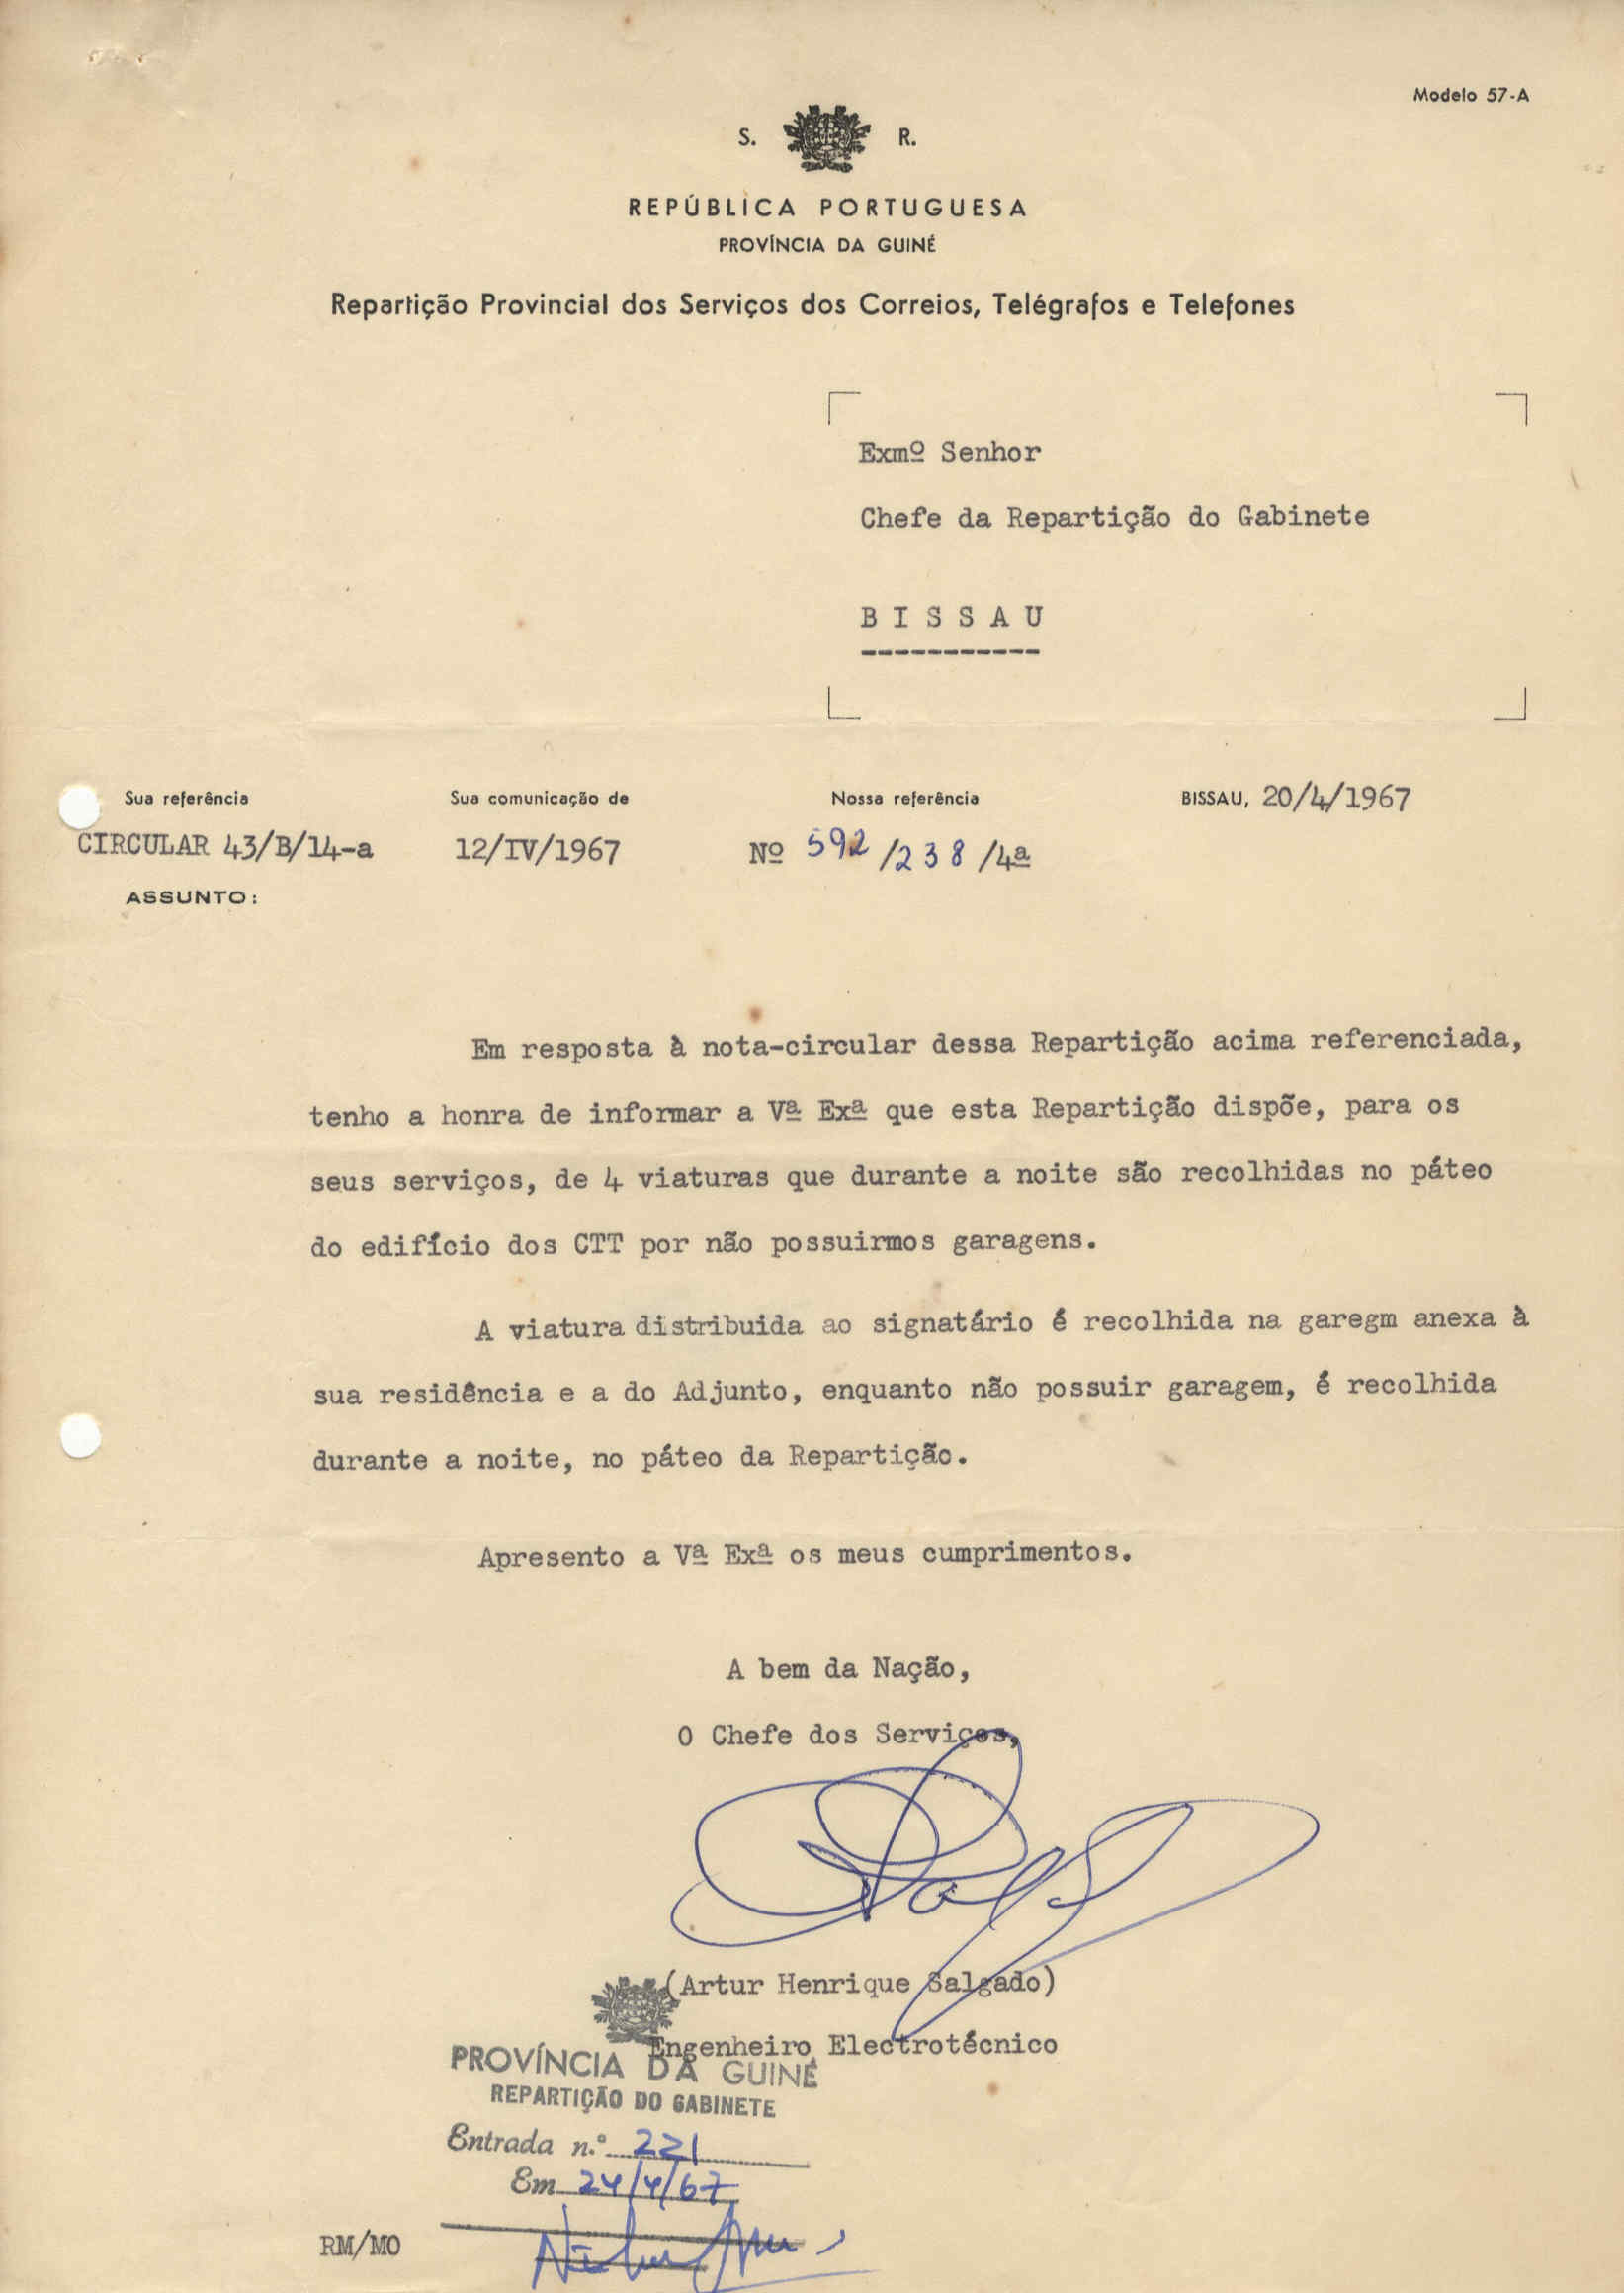 Modelo 57-A
S. R.
REPÚBLICA PORTUGUESA
PROVÍNCIA DA GUINÉ
Repartição Provincial dos Serviços dos Correios, Telégrafos e Telefones
Exmº Senhor
Chefe da Repartição do Gabinete
B I S S A U
-----------
Sua referência
Sua comunicação de
Nossa referência
BISSAU, 20/4/1967
CIRCULAR 43/B/14-a
12/IV/1967
Nº 592/238/4ª
ASSUNTO:
Em resposta à nota-circular dessa Repartição acima referenciada,
tenho a honra de informar a Vª Exª que esta Repartição dispõe, para os
seus serviços, de 4 viaturas que durante a noite são recolhidas no páteo
do edifício dos CTT por não possuirmos garagens.
A viatura distribuida ao signatário é recolhida na garegm anexa à
sua residência e a do Adjunto, enquanto não possuir garagem, é recolhida
durante a noite, no páteo da Repartição.
Apresento a Vª Exª os meus cumprimentos.
A bem da Nação,
O Chefe dos Serviços,
(Artur Henrique Salgado)
Engenheiro Electrotécnico
PROVÍNCIA DA GUINÉ
REPARTIÇÃO DO GABINETE
Entrada n.º 221
Em 24/4/67
RM/MO